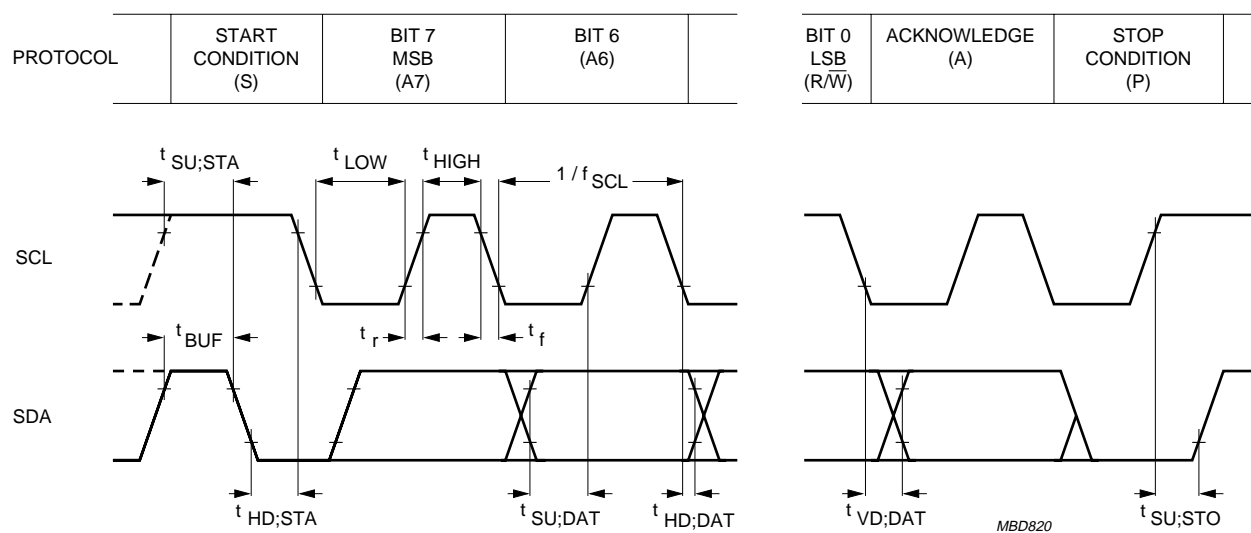 PROTOCOL
START
CONDITION
(S)
BIT 7
MSB
(A7)
BIT 6
(A6)
BIT 0
LSB
(R/W̅)
ACKNOWLEDGE
(A)
STOP
CONDITION
(P)
t SU;STA
t LOW
t HIGH
1 / f SCL
SCL
t BUF
t r
t f
SDA
t HD;STA
t SU;DAT
t HD;DAT
t VD;DAT
MBD820
t SU;STO